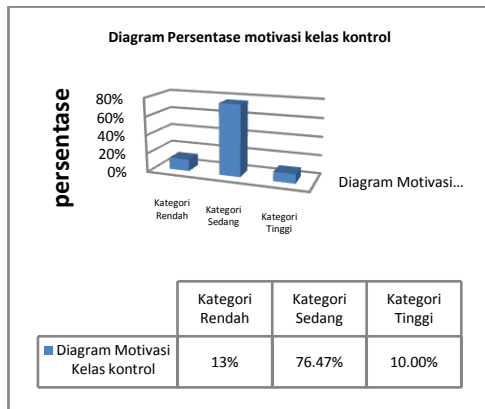 Diagram Persentase motivasi kelas kontrol
persentase
80%
60%
40%
20%
0%
Kategori
Rendah
Kategori
Sedang
Kategori
Tinggi
Diagram Motivasi...
Kategori
Rendah
Kategori
Sedang
Kategori
Tinggi
Diagram Motivasi
Kelas kontrol
13%
76.47%
10.00%